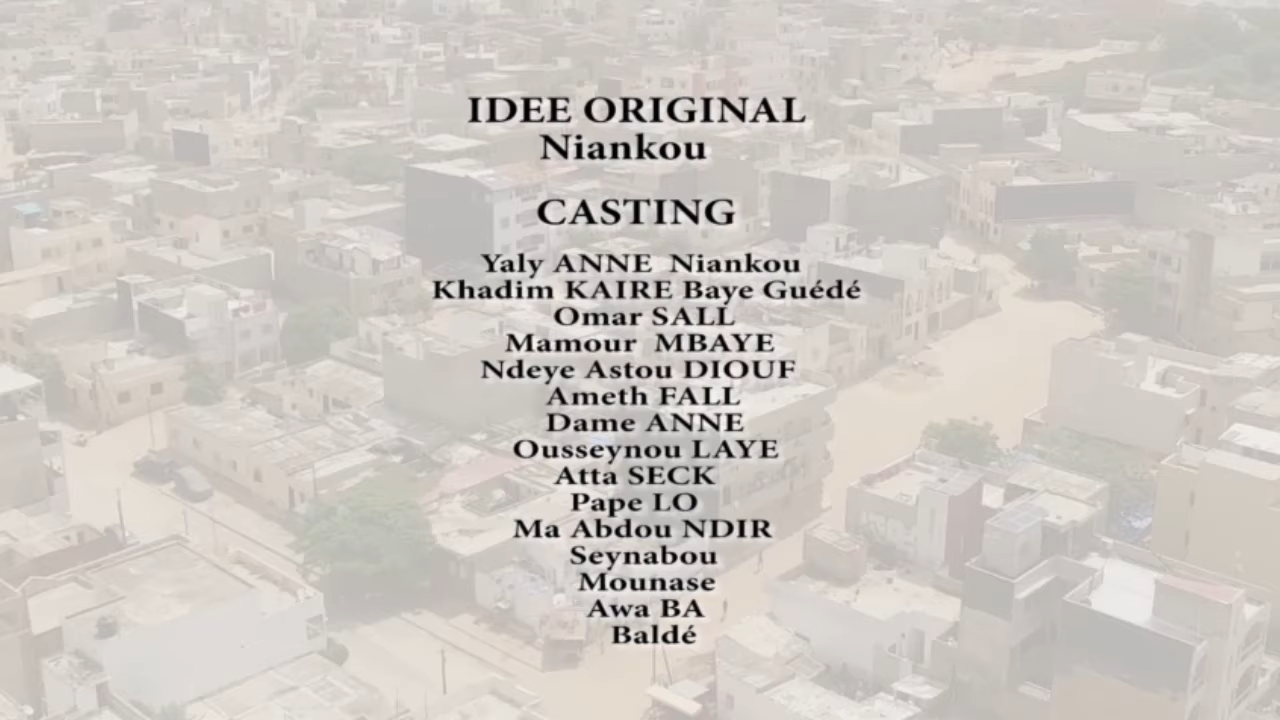 IDEE ORIGINAL
Niankou
CASTING
Yaly ANNE Niankou
Khadim KAIRE Baye Guédé
Omar SALL
Mamour MBAYE
Ndeye Astou DIOUF
Ameth FALL
Dame ANNE
Ousseynou LAYE
Atta SECK
Pape LO
Ma Abdou NDIR
Seynabou
Mounase
Awa BA
Baldé